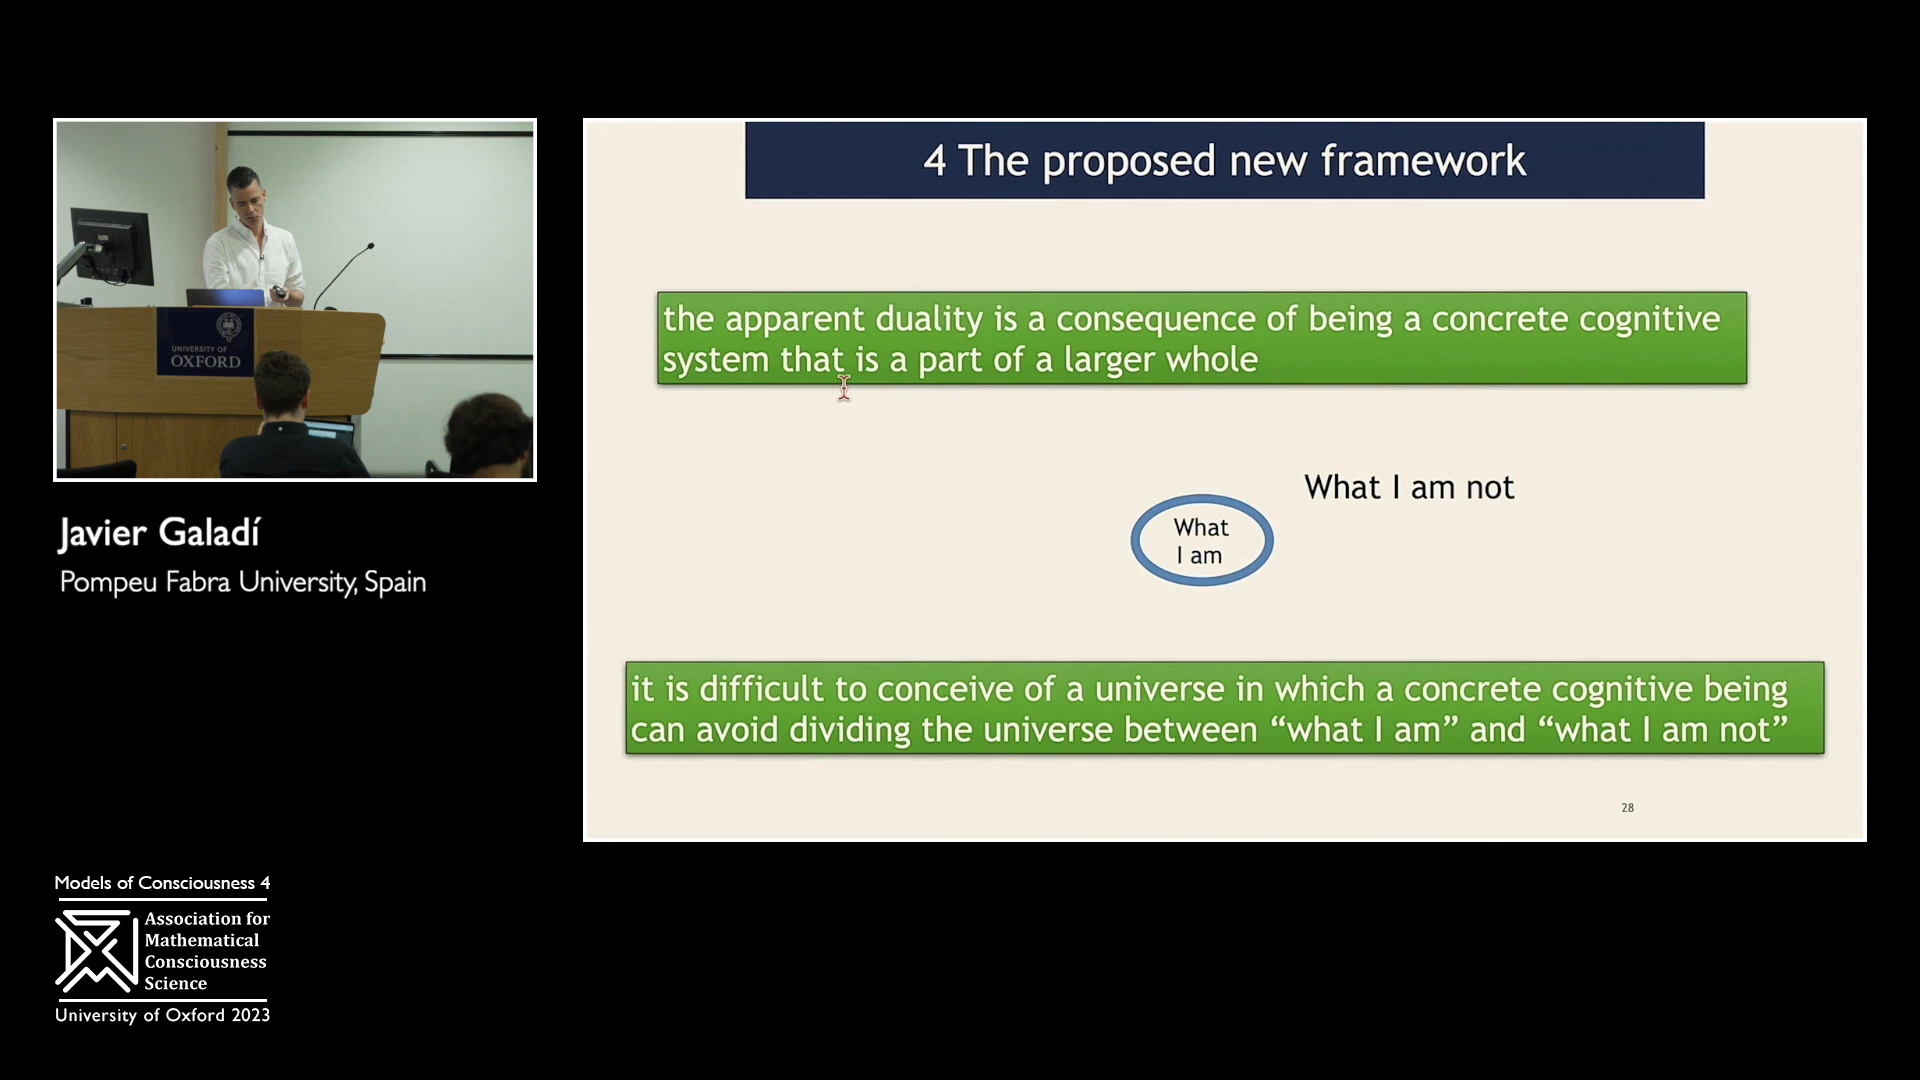 4 The proposed new framework
the apparent duality is a consequence of being a concrete cognitive
system that is a part of a larger whole
What I am not
What
I am
it is difficult to conceive of a universe in which a concrete cognitive being
can avoid dividing the universe between “what I am” and “what I am not”
28
UNIVERSITY OF
OXFORD
Javier Galadí
Pompeu Fabra University, Spain
Models of Consciousness 4
Association for
Mathematical
Consciousness
Science
University of Oxford 2023